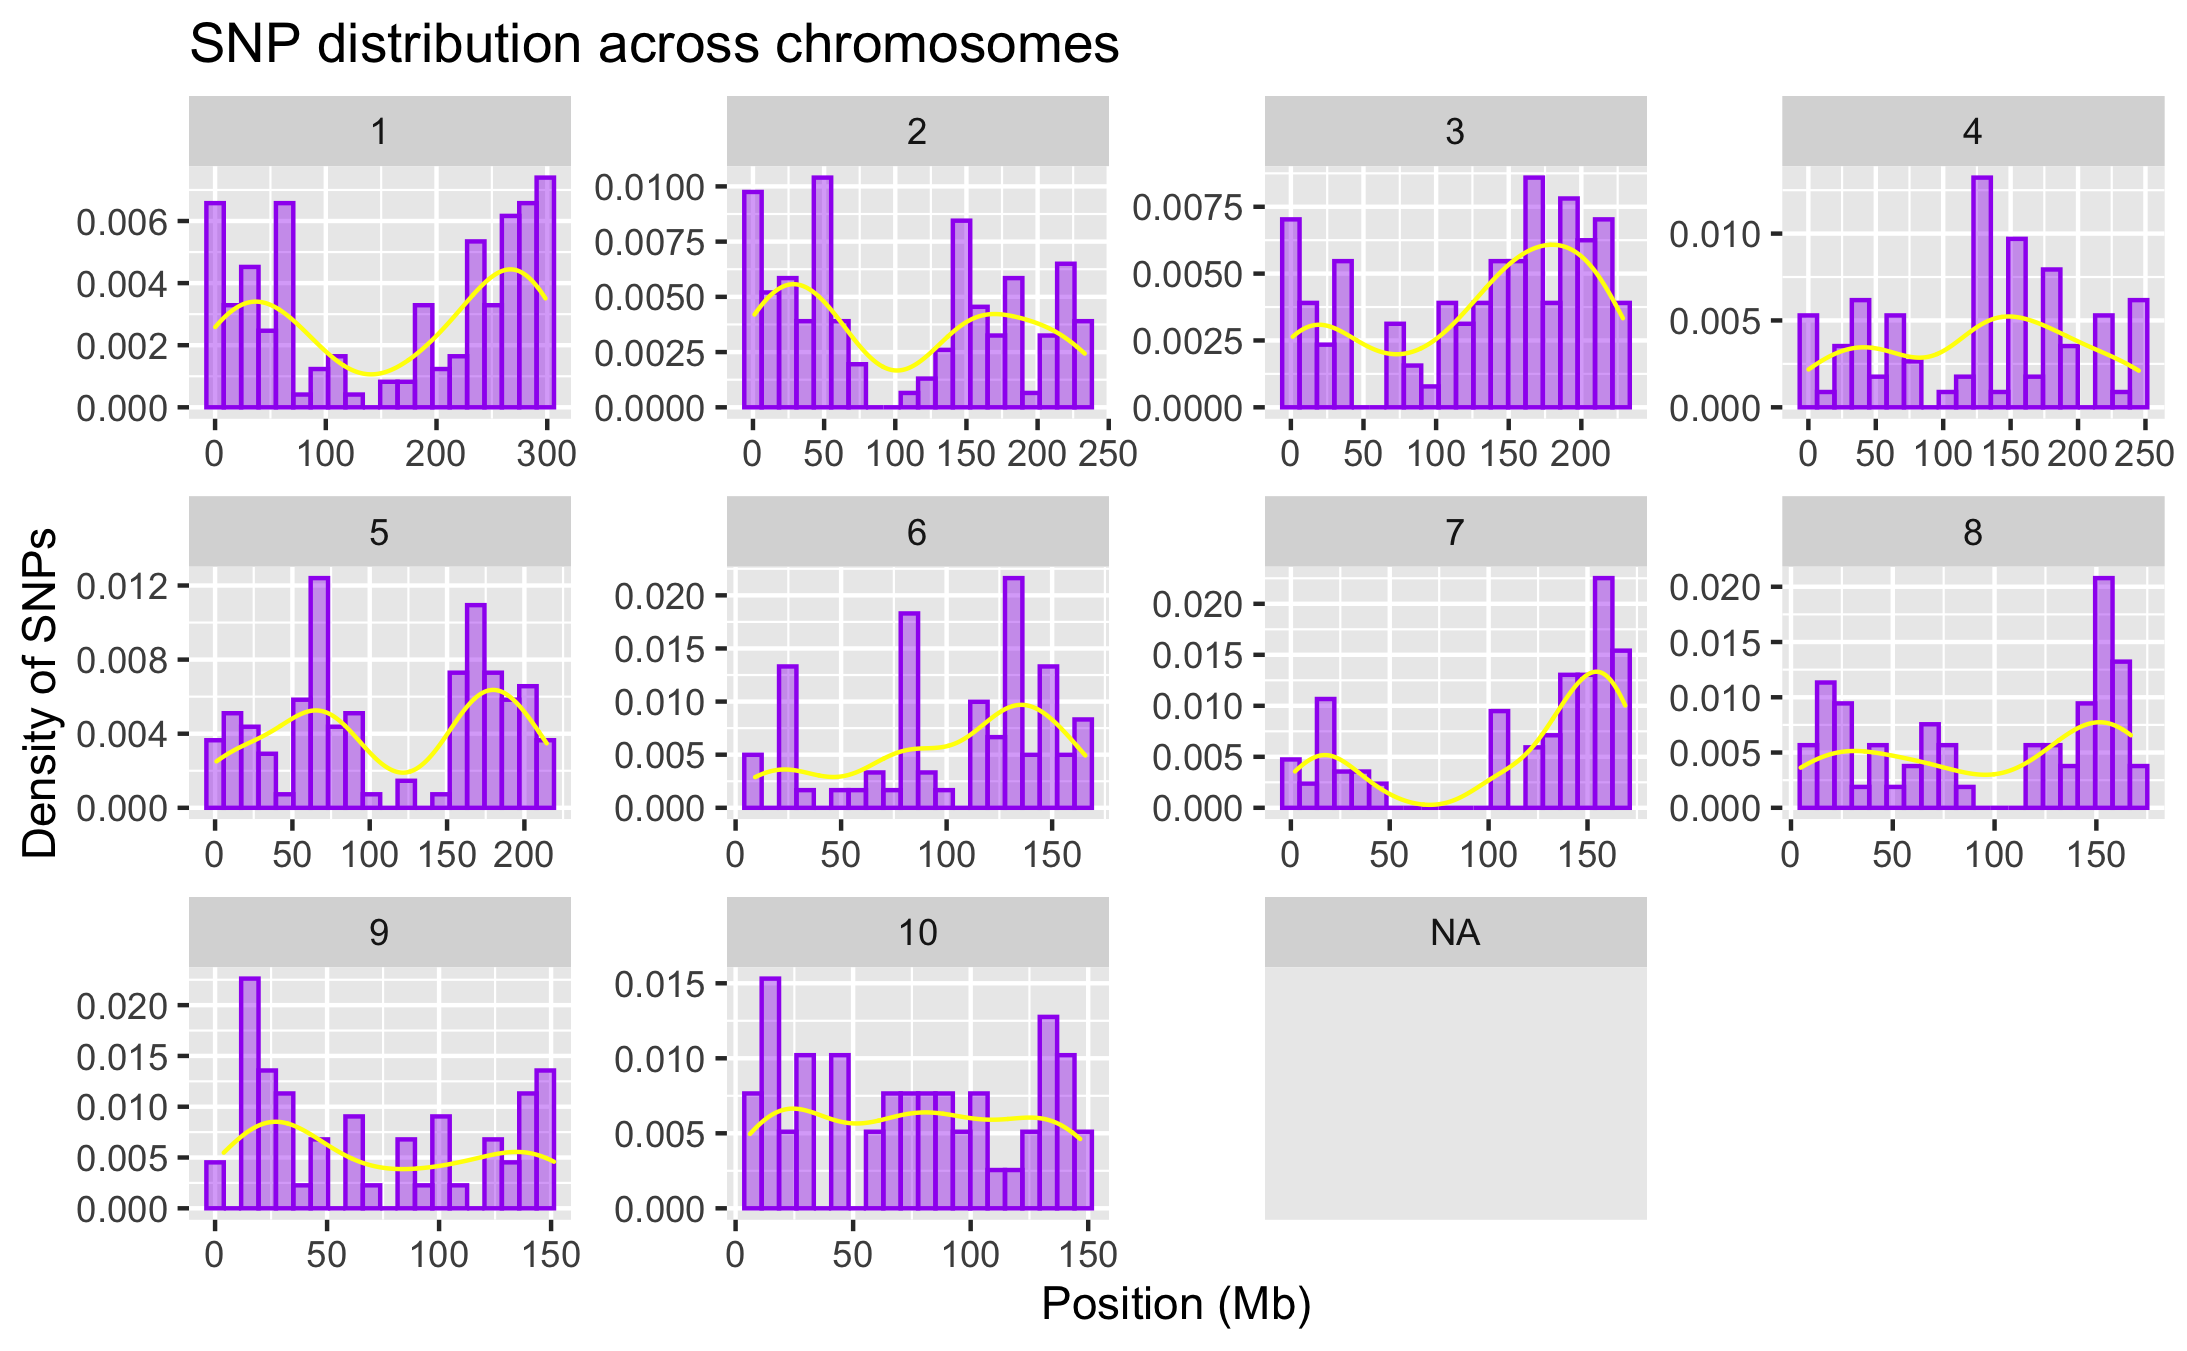 SNP distribution across chromosomes
1 2 3 4
0.006 0.004 0.002 0.000
0.0100 0.0075 0.0050 0.0025 0.0000
0.0075 0.0050 0.0025 0.0000
0.010 0.005 0.000
0 100 200 300
0 50 100 150 200 250
0 50 100 150 200
0 50 100 150 200 250
5 6 7 8
0.012 0.008 0.004 0.000
0.020 0.015 0.010 0.005 0.000
0.020 0.015 0.010 0.005 0.000
0.020 0.015 0.010 0.005 0.000
0 50 100 150 200
0 50 100 150
0 50 100 150
0 50 100 150
9 10 NA
0.020 0.015 0.010 0.005 0.000
0.015 0.010 0.005 0.000
0 50 100 150
0 50 100 150
Density of SNPs
Position (Mb)